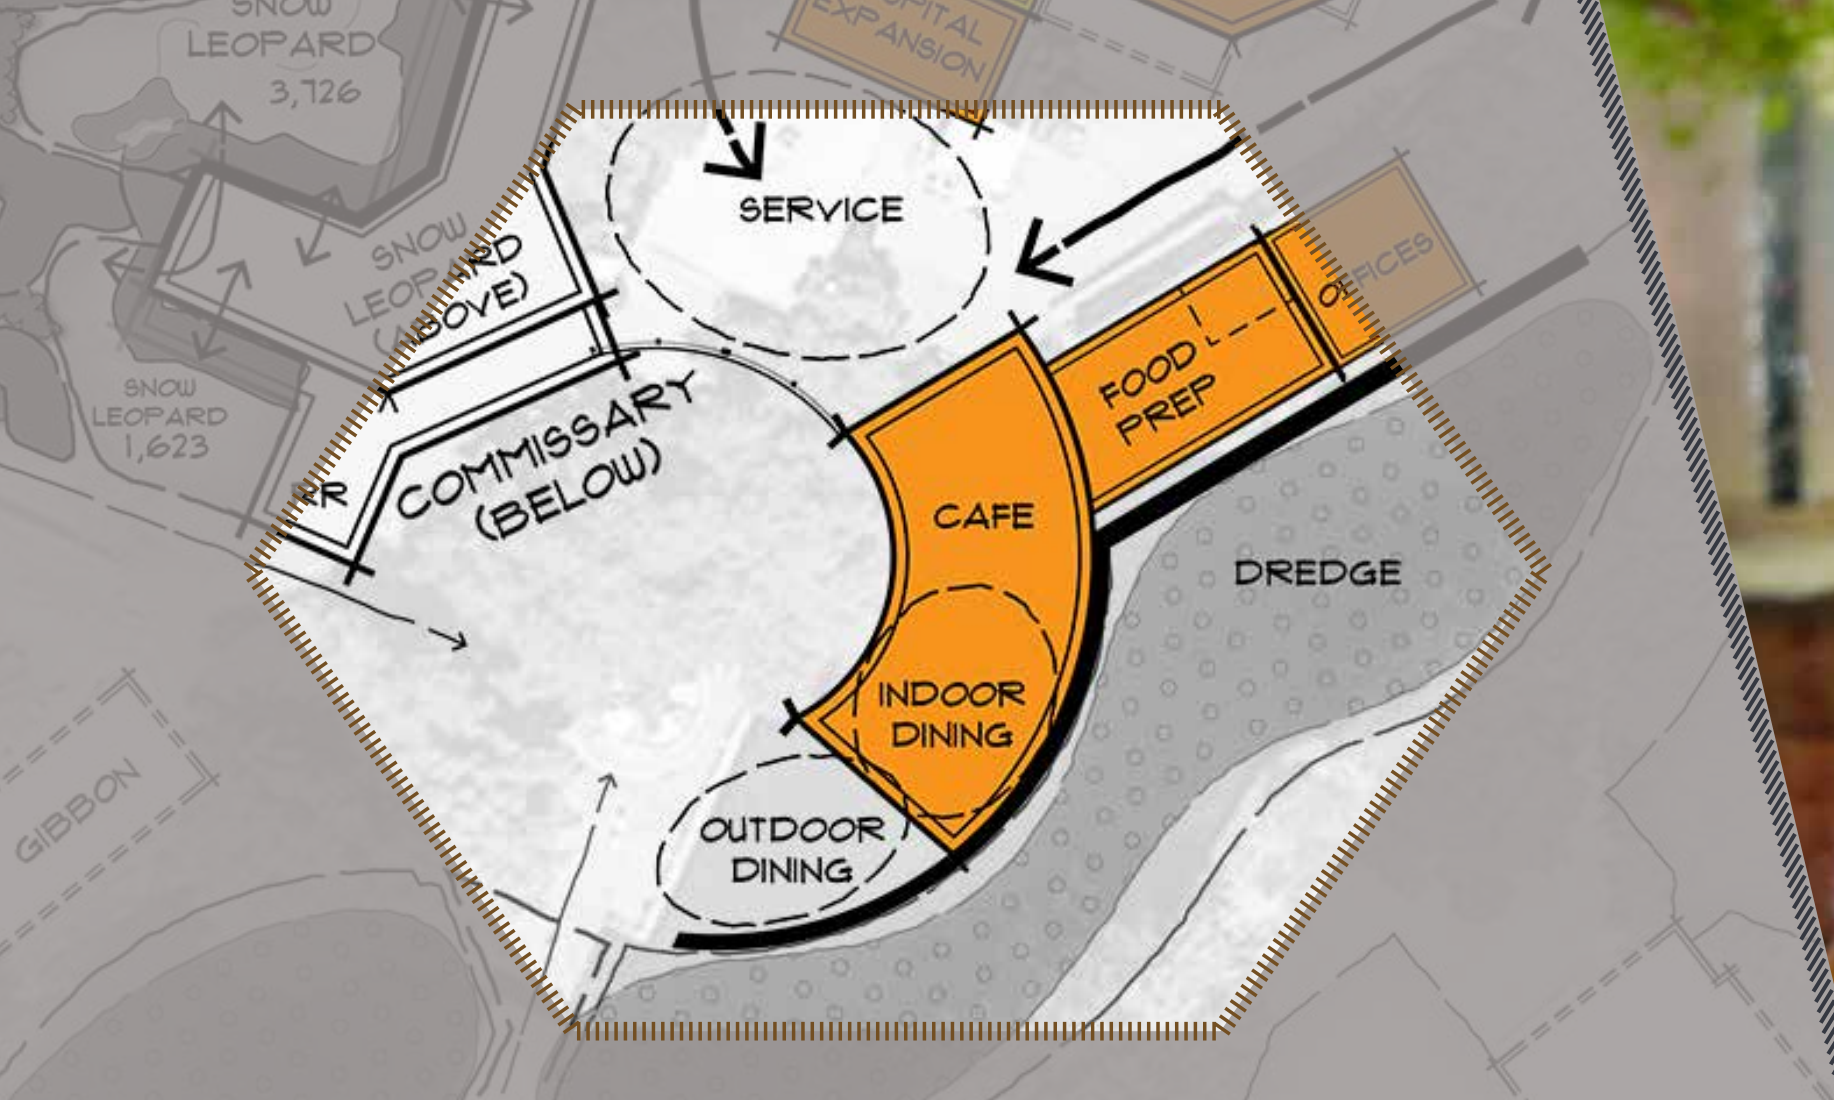 SNOW
LEOPARD
3,726
HOSPITAL
EXPANSION
SERVICE
SNOW
LEOPARD
(ABOVE)
OFFICES
FOOD
PREP
SNOW
LEOPARD
1,623
COMMISSARY
(BELOW)
CAFE
DREDGE
INDOOR
DINING
GIBBON
OUTDOOR
DINING